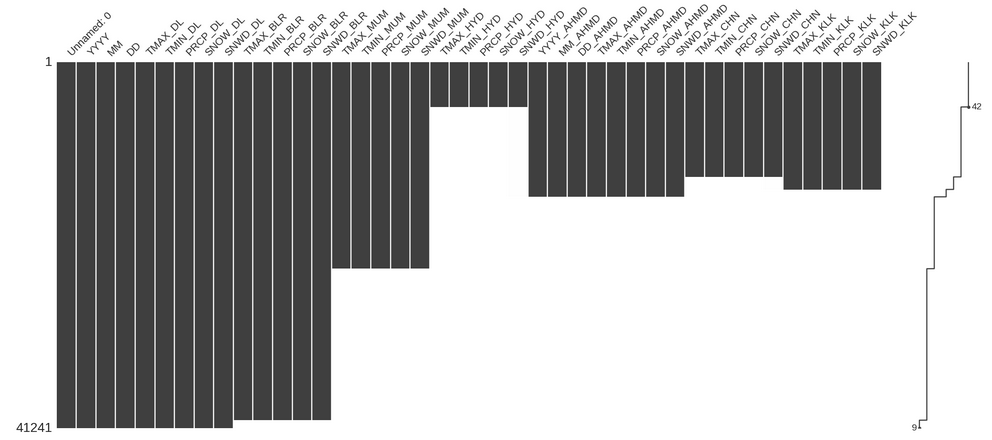 Unnamed: 0
YYYY
MM
DD
TMAX_DL
TMIN_DL
PRCP_DL
SNOW_DL
SNWD_DL
TMAX_BLR
TMIN_BLR
PRCP_BLR
SNOW_BLR
SNWD_BLR
TMAX_MUM
TMIN_MUM
PRCP_MUM
SNOW_MUM
SNWD_MUM
TMAX_HYD
TMIN_HYD
PRCP_HYD
SNOW_HYD
SNWD_HYD
YYYY_AHMD
MM_AHMD
DD_AHMD
TMAX_AHMD
TMIN_AHMD
PRCP_AHMD
SNOW_AHMD
SNWD_AHMD
TMAX_CHN
TMIN_CHN
PRCP_CHN
SNOW_CHN
SNWD_CHN
TMAX_KLK
TMIN_KLK
PRCP_KLK
SNOW_KLK
SNWD_KLK
1
42
41241
9